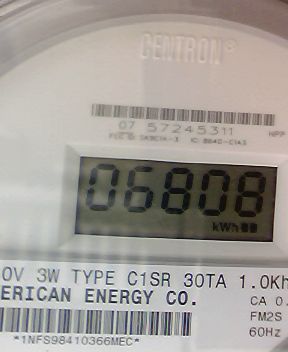 CENTRON®
07 57245311
HPP
06808
kWh
0V 3W TYPE C1SR 30TA 1.0Kh
ERICAN ENERGY CO.
CA 0.
FM2S
*1NFS98410366MEC*
60Hz